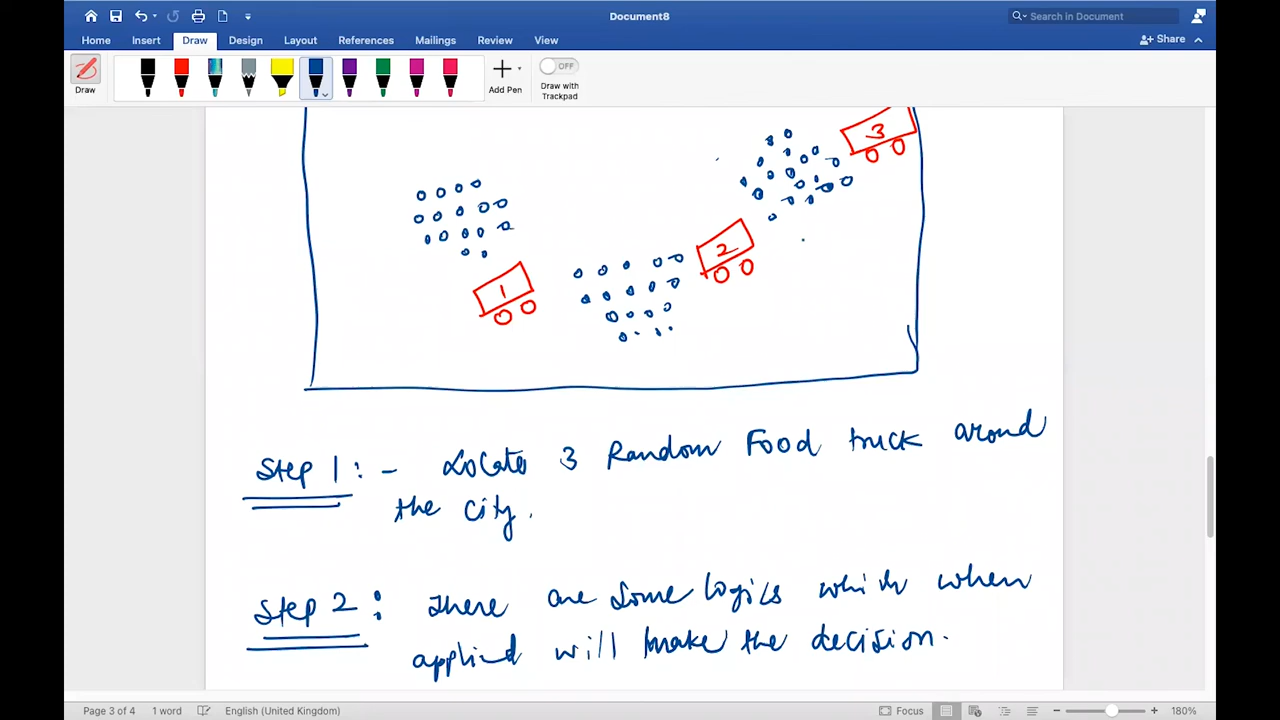 Document8
Search in Document
Home Insert Draw Design Layout References Mailings Review View
Share
Draw
Add Pen
OFF
Draw with
Trackpad
3
2
1
Step 1 :- Locate 3 Random Food truck around
the city.
Step 2 : There are some logics which when
applied will make the decision.
Page 3 of 4 1 word English (United Kingdom) Focus 180%